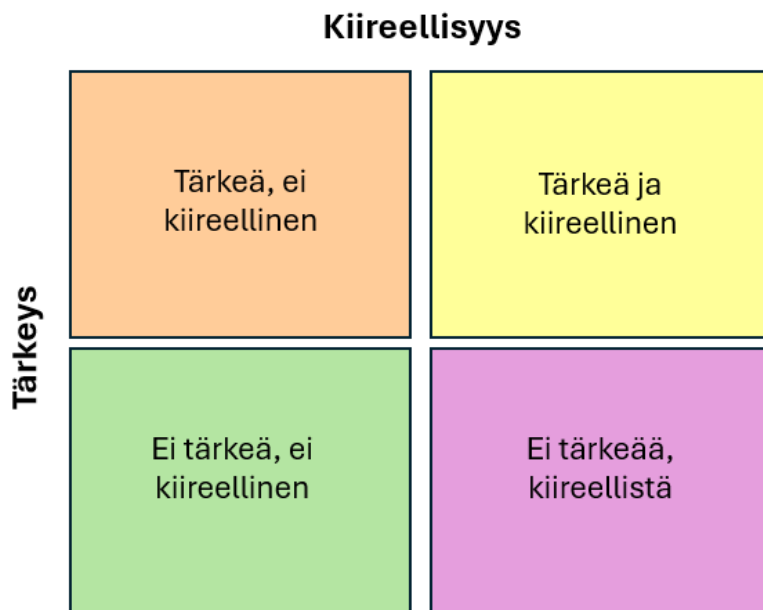 Kiireellisyys
Tärkeä, ei
kiireellinen
Tärkeä ja
kiireellinen
Tärkeys
Ei tärkeä, ei
kiireellinen
Ei tärkeää,
kiireellistä